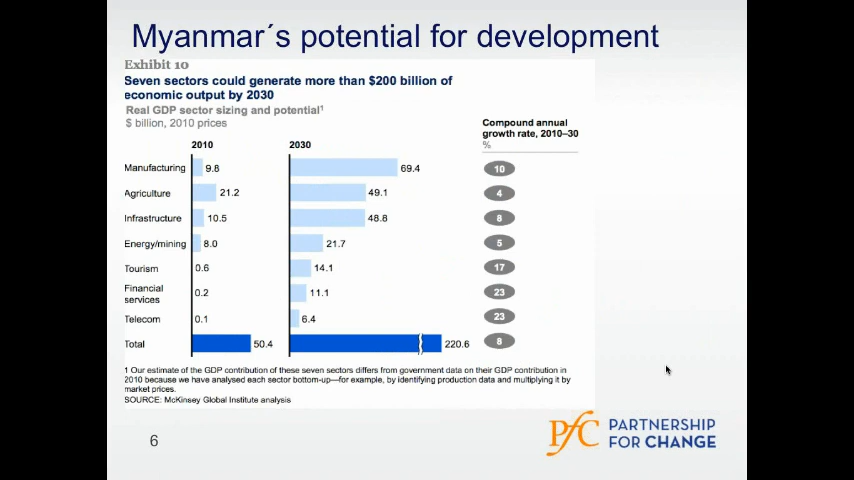 Myanmar´s potential for development
Exhibit 10
Seven sectors could generate more than $200 billion of
economic output by 2030
Real GDP sector sizing and potential¹
$ billion, 2010 prices
Compound annual
growth rate, 2010–30
%
2010 2030
Manufacturing 9.8 69.4 10
Agriculture 21.2 49.1 4
Infrastructure 10.5 48.8 8
Energy/mining 8.0 21.7 5
Tourism 0.6 14.1 17
Financial
services 0.2 11.1 23
Telecom 0.1 6.4 23
Total 50.4 220.6 8
1 Our estimate of the GDP contribution of these seven sectors differs from government data on their GDP contribution in
2010 because we have analysed each sector bottom-up—for example, by identifying production data and multiplying it by
market prices.
SOURCE: McKinsey Global Institute analysis
6
PfC PARTNERSHIP
FOR CHANGE